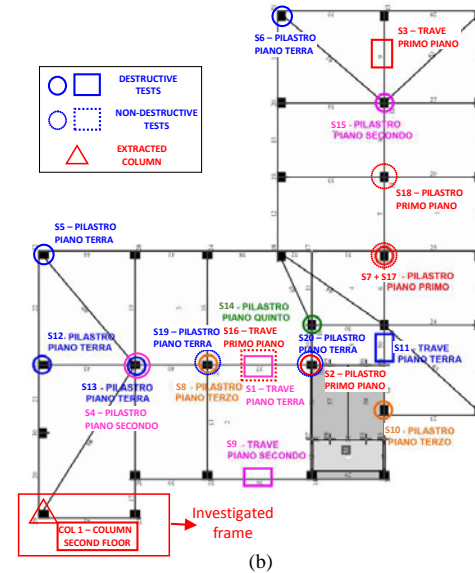 S6 – PILASTRO
PIANO TERRA
S3 – TRAVE
PRIMO PIANO
DESTRUCTIVE
TESTS
NON-DESTRUCTIVE
TESTS
EXTRACTED
COLUMN
S15 - PILASTRO
PIANO SECONDO
S18 – PILASTRO
PRIMO PIANO
S5 – PILASTRO
PIANO TERRA
S7 + S17 - PILASTRO
PIANO PRIMO
S14 - PILASTRO
PIANO QUINTO
S12- PILASTRO
PIANO TERRA
S19 – PILASTRO
PIANO TERRA
S16 – TRAVE
PRIMO PIANO
S20 – PILASTRO
PIANO TERRA
S11 – TRAVE
PIANO TERRA
S13 – PILASTRO
PIANO TERRA
S8 – PILASTRO
PIANO TERZO
S1 – TRAVE
PIANO TERRA
S2 – PILASTRO
PRIMO PIANO
S4 – PILASTRO
PIANO SECONDO
S10 - PILASTRO
PIANO TERZO
S9 – TRAVE
PIANO SECONDO
COL 1 – COLUMN
SECOND FLOOR
Investigated
frame
(b)